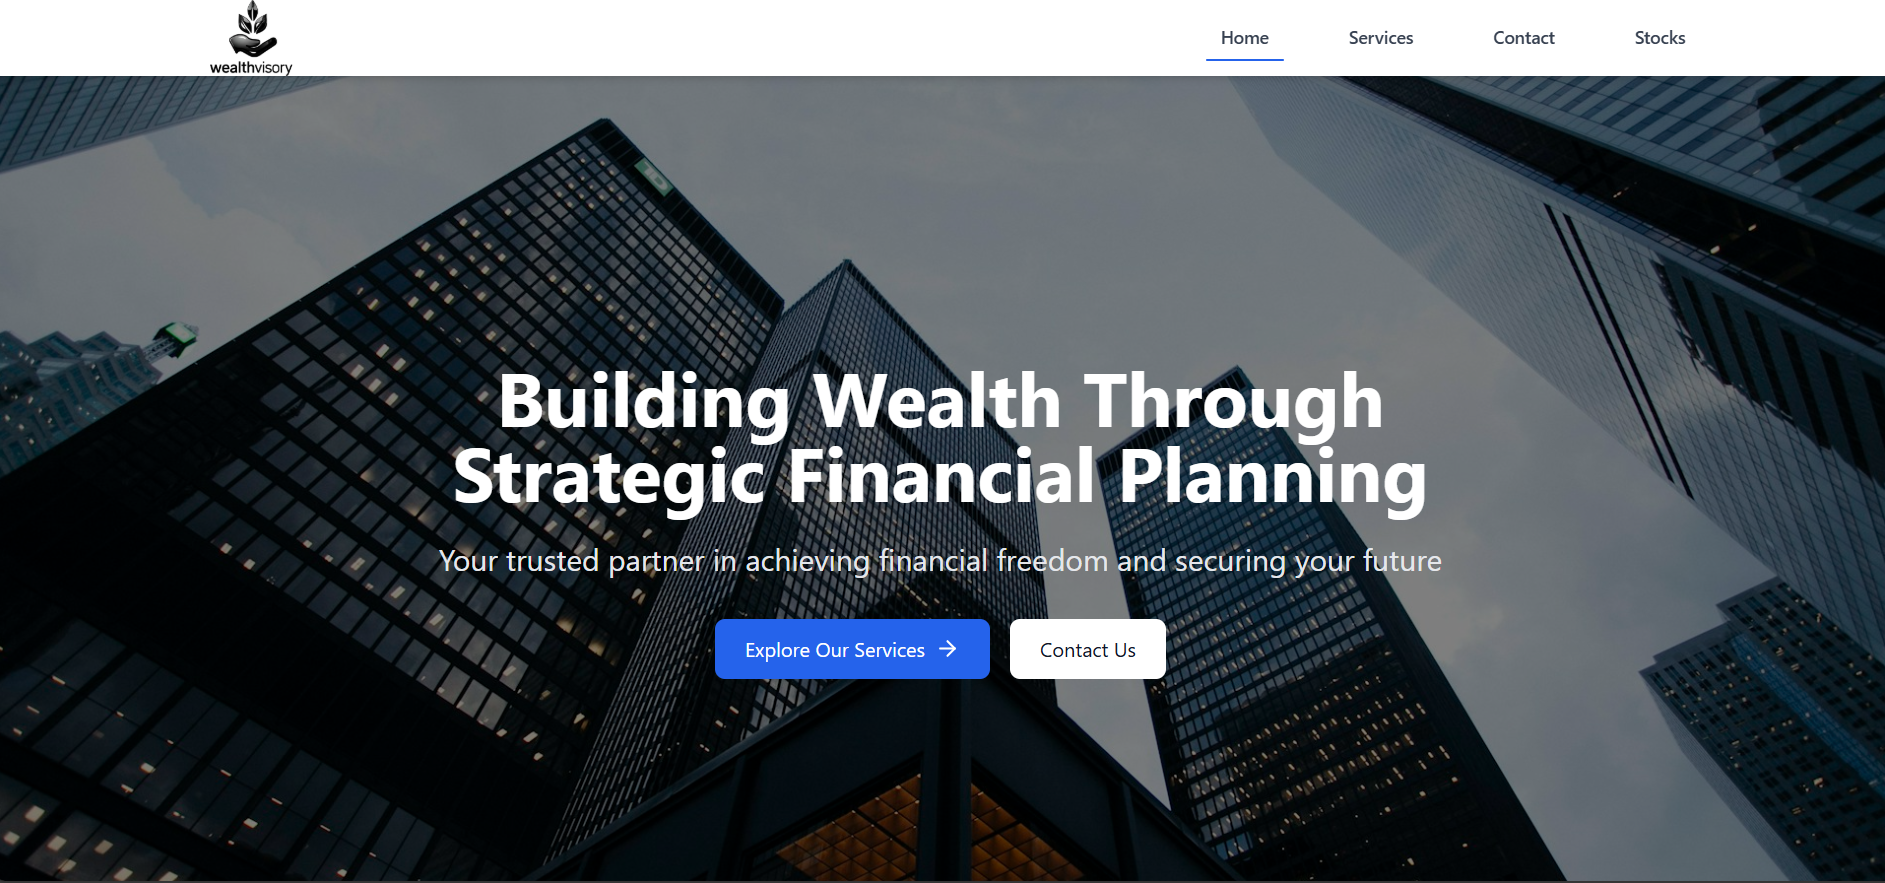 wealthvisory
Home
Services
Contact
Stocks
TD
Building Wealth Through
Strategic Financial Planning
Your trusted partner in achieving financial freedom and securing your future
Explore Our Services
Contact Us